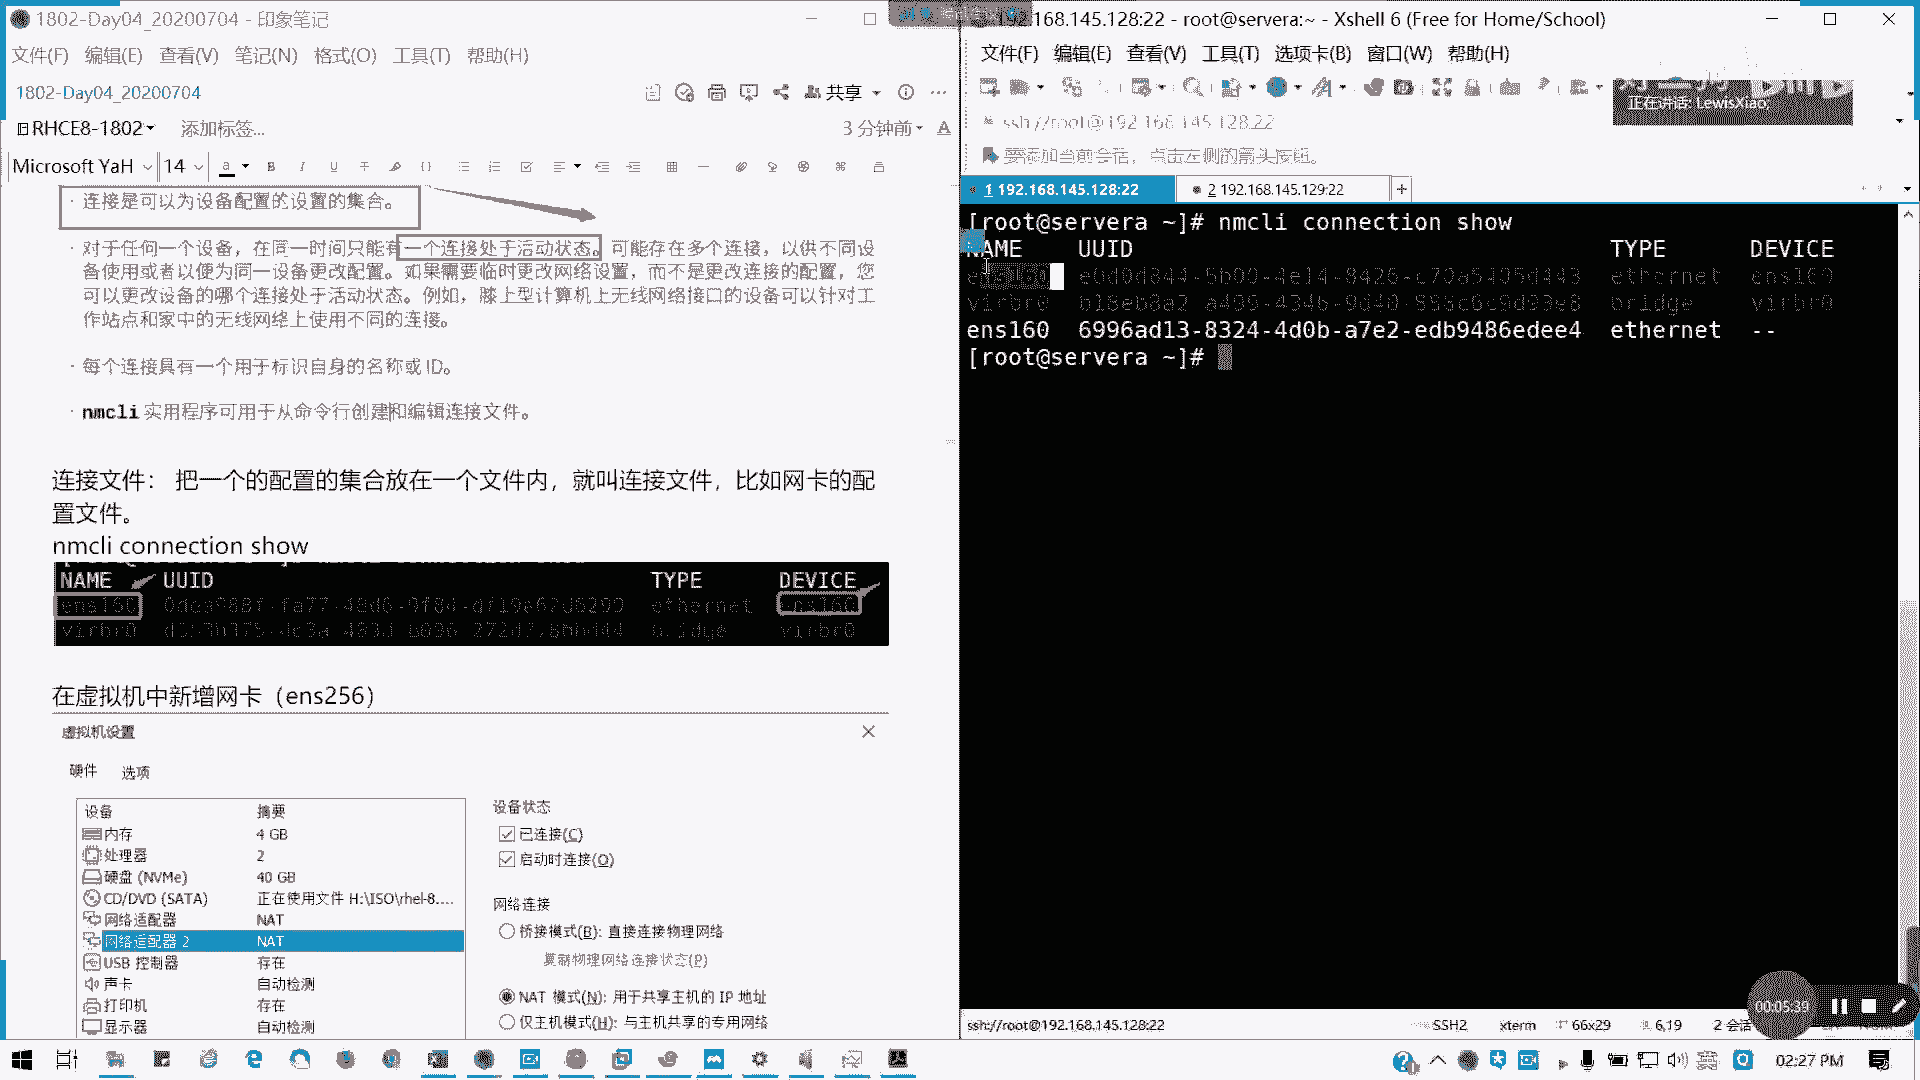 1802-Day04_20200704 - 印象笔记
文件(F) 编辑(E) 查看(V) 笔记(N) 格式(O) 工具(T) 帮助(H)
1802-Day04_20200704
共享
RHCE8-1802 添加标签...
3 分钟前
Microsoft YaH 14
· 连接是可以为设备配置的设置的集合。
· 对于任何一个设备，在同一时间只能有一个连接处于活动状态。可能存在多个连接，以供不同设
备使用或者以便为同一设备更改配置。如果需要临时更改网络设置，而不是更改连接的配置，您
可以更改设备的哪个连接处于活动状态。例如，膝上型计算机上无线网络接口的设备可以针对工
作站点和家中的无线网络上使用不同的连接。
· 每个连接具有一个用于标识自身的名称或 ID。
· nmcli 实用程序可用于从命令行创建和编辑连接文件。
连接文件： 把一个的配置的集合放在一个文件内，就叫连接文件，比如网卡的配
置文件。
nmcli connection show
NAME UUID TYPE DEVICE
ens160 ethernet ens160
virbr0 bridge virbr0
在虚拟机中新增网卡（ens256）
虚拟机设置
硬件 选项
设备 摘要
内存 4 GB
处理器 2
硬盘 (NVMe) 40 GB
CD/DVD (SATA) 正在使用文件 H:\ISO\rhel-8....
网络适配器 NAT
网络适配器 2 NAT
USB 控制器 存在
声卡 自动检测
打印机 存在
显示器 自动检测
设备状态
已连接(C)
启动时连接(O)
网络连接
桥接模式(B): 直接连接物理网络
复制物理网络连接状态(P)
NAT 模式(N): 用于共享主机的 IP 地址
仅主机模式(H): 与主机共享的专用网络
192.168.145.128:22 - root@servera:~ - Xshell 6 (Free for Home/School)
文件(F) 编辑(E) 查看(V) 工具(T) 选项卡(B) 窗口(W) 帮助(H)
正在讲话: LewisXiao;
ssh://root@192.168.145.128:22
要添加当前会话，点击左侧的箭头按钮。
1 192.168.145.128:22
2 192.168.145.129:22
[root@servera ~]# nmcli connection show
NAME UUID TYPE DEVICE
ens160 ethernet ens160
virbr0 bridge virbr0
ens160 6996ad13-8324-4d0b-a7e2-edb9486edee4 ethernet --
[root@servera ~]#
00:05:39
ssh://root@192.168.145.128:22 SSH2 xterm 66x29 6,19 2 会话
02:27 PM